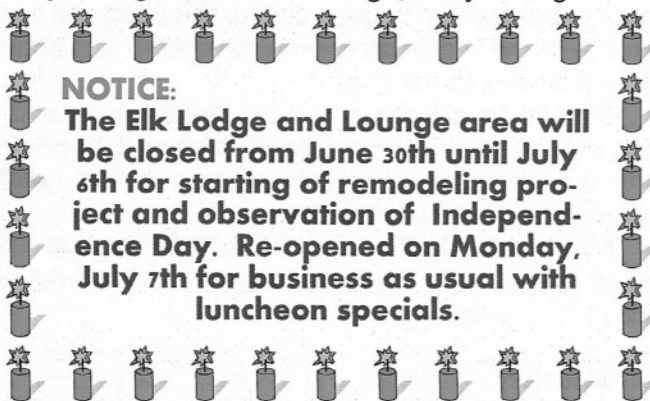 NOTICE:
The Elk Lodge and Lounge area will
be closed from June 30th until July
6th for starting of remodeling pro-
ject and observation of Independ-
ence Day. Re-opened on Monday,
July 7th for business as usual with
luncheon specials.